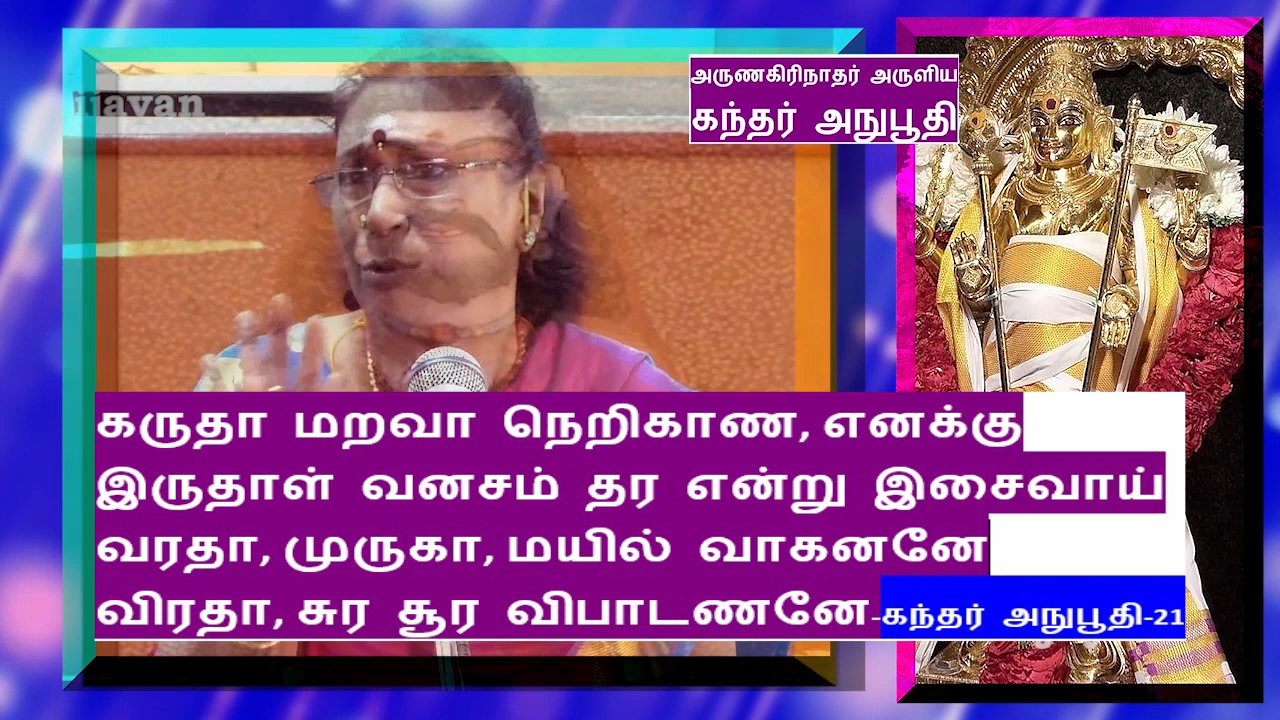 அருணகிரிநாதர் அருளிய
கந்தர் அநுபூதி
கருதா மறவா நெறிகாண, எனக்கு
இருதாள் வனசம் தர என்று இசைவாய்
வரதா, முருகா, மயில் வாகனனே
விரதா, சுர சூர விபாடணனே-கந்தர் அநுபூதி-21